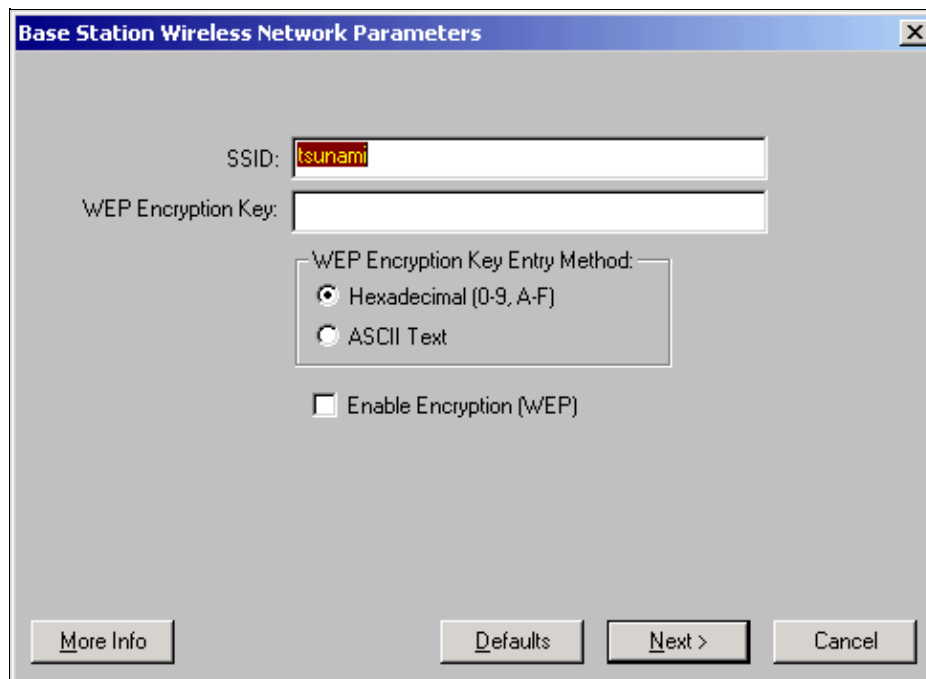 Base Station Wireless Network Parameters
SSID: tsunami
WEP Encryption Key:
WEP Encryption Key Entry Method:
Hexadecimal (0-9, A-F)
ASCII Text
Enable Encryption (WEP)
More Info Defaults Next > Cancel